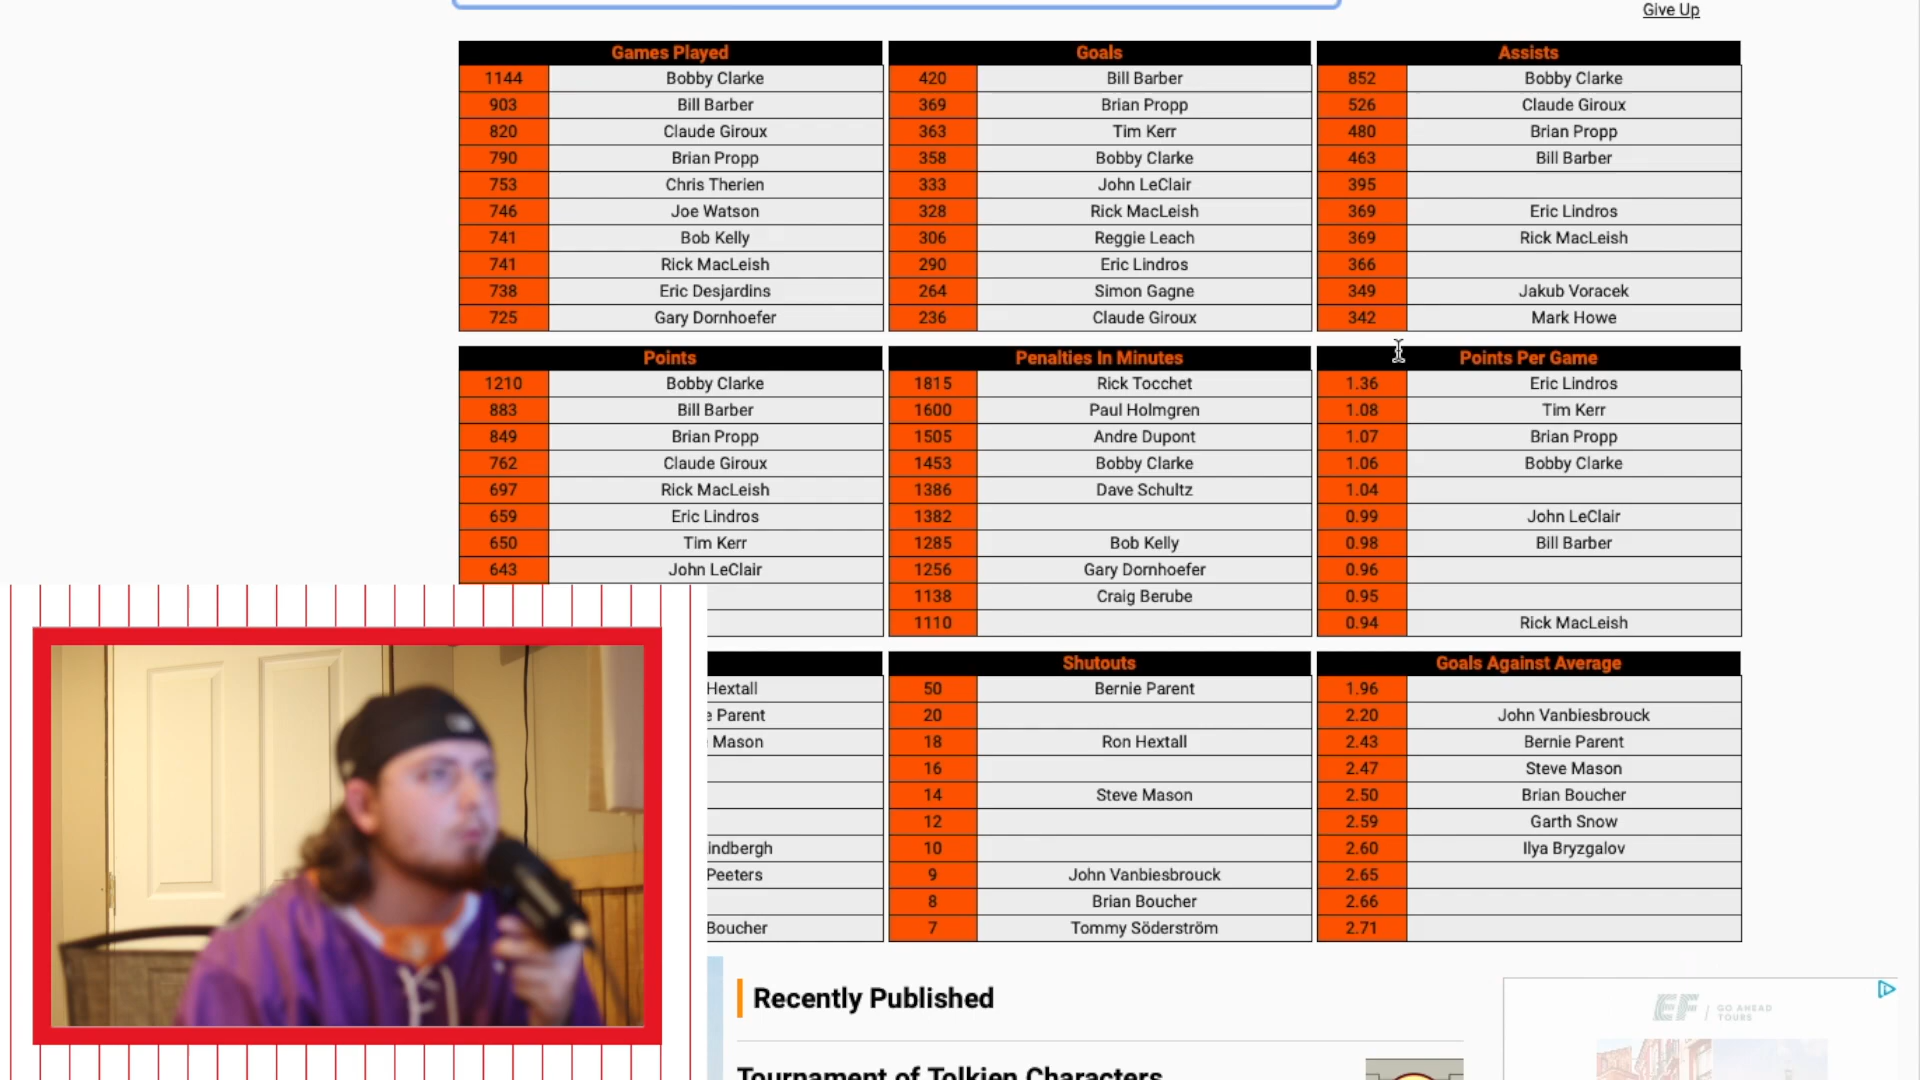 Give Up
Games Played
1144 Bobby Clarke
903 Bill Barber
820 Claude Giroux
790 Brian Propp
753 Chris Therien
746 Joe Watson
741 Bob Kelly
741 Rick MacLeish
738 Eric Desjardins
725 Gary Dornhoefer
Goals
420 Bill Barber
369 Brian Propp
363 Tim Kerr
358 Bobby Clarke
333 John LeClair
328 Rick MacLeish
306 Reggie Leach
290 Eric Lindros
264 Simon Gagne
236 Claude Giroux
Assists
852 Bobby Clarke
526 Claude Giroux
480 Brian Propp
463 Bill Barber
395
369 Eric Lindros
369 Rick MacLeish
366
349 Jakub Voracek
342 Mark Howe
Points
1210 Bobby Clarke
883 Bill Barber
849 Brian Propp
762 Claude Giroux
697 Rick MacLeish
659 Eric Lindros
650 Tim Kerr
643 John LeClair
Penalties In Minutes
1815 Rick Tocchet
1600 Paul Holmgren
1505 Andre Dupont
1453 Bobby Clarke
1386 Dave Schultz
1382
1285 Bob Kelly
1256 Gary Dornhoefer
1138 Craig Berube
1110
Points Per Game
1.36 Eric Lindros
1.08 Tim Kerr
1.07 Brian Propp
1.06 Bobby Clarke
1.04
0.99 John LeClair
0.98 Bill Barber
0.96
0.95
0.94 Rick MacLeish
Hextall
e Parent
Mason
indbergh
Peeters
Boucher
Shutouts
50 Bernie Parent
20
18 Ron Hextall
16
14 Steve Mason
12
10
9 John Vanbiesbrouck
8 Brian Boucher
7 Tommy Söderström
Goals Against Average
1.96
2.20 John Vanbiesbrouck
2.43 Bernie Parent
2.47 Steve Mason
2.50 Brian Boucher
2.59 Garth Snow
2.60 Ilya Bryzgalov
2.65
2.66
2.71
Recently Published
Tournament of Tolkien Characters
EF GO AHEAD
TOURS